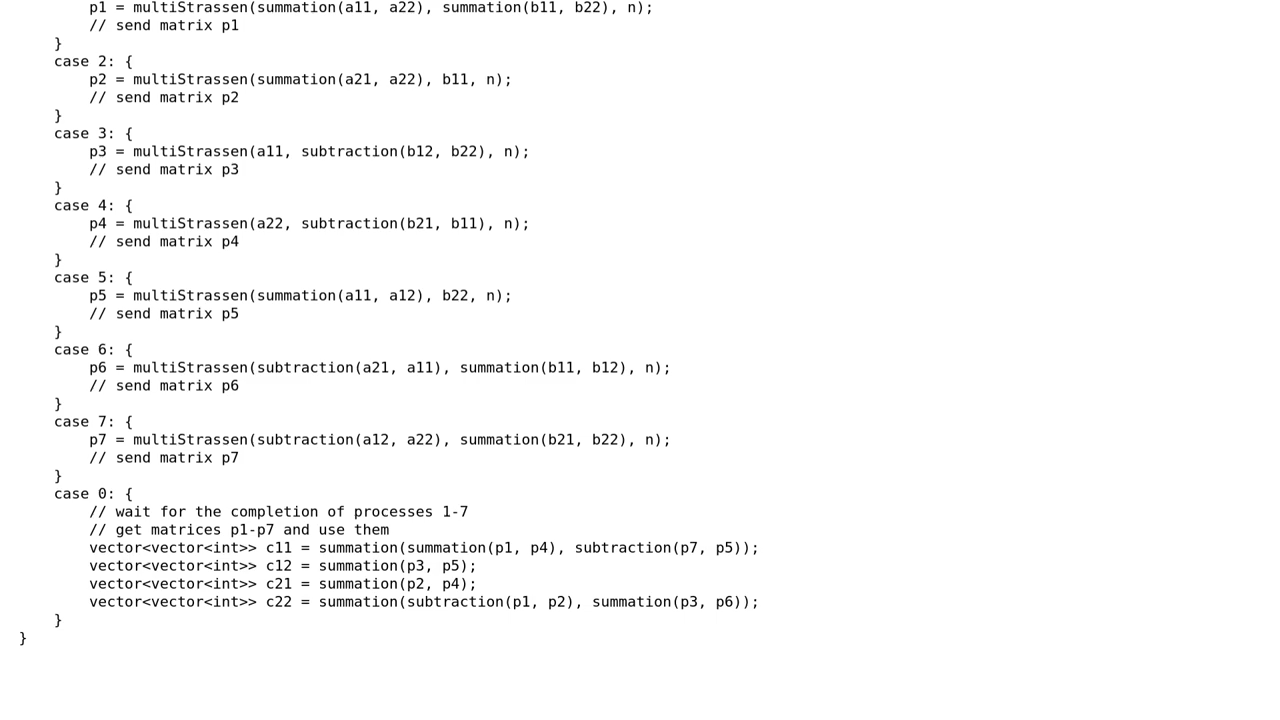 p1 = multiStrassen(summation(a11, a22), summation(b11, b22), n);
// send matrix p1
}
case 2: {
p2 = multiStrassen(summation(a21, a22), b11, n);
// send matrix p2
}
case 3: {
p3 = multiStrassen(a11, subtraction(b12, b22), n);
// send matrix p3
}
case 4: {
p4 = multiStrassen(a22, subtraction(b21, b11), n);
// send matrix p4
}
case 5: {
p5 = multiStrassen(summation(a11, a12), b22, n);
// send matrix p5
}
case 6: {
p6 = multiStrassen(subtraction(a21, a11), summation(b11, b12), n);
// send matrix p6
}
case 7: {
p7 = multiStrassen(subtraction(a12, a22), summation(b21, b22), n);
// send matrix p7
}
case 0: {
// wait for the completion of processes 1-7
// get matrices p1-p7 and use them
vector<vector<int>> c11 = summation(summation(p1, p4), subtraction(p7, p5));
vector<vector<int>> c12 = summation(p3, p5);
vector<vector<int>> c21 = summation(p2, p4);
vector<vector<int>> c22 = summation(subtraction(p1, p2), summation(p3, p6));
}
}